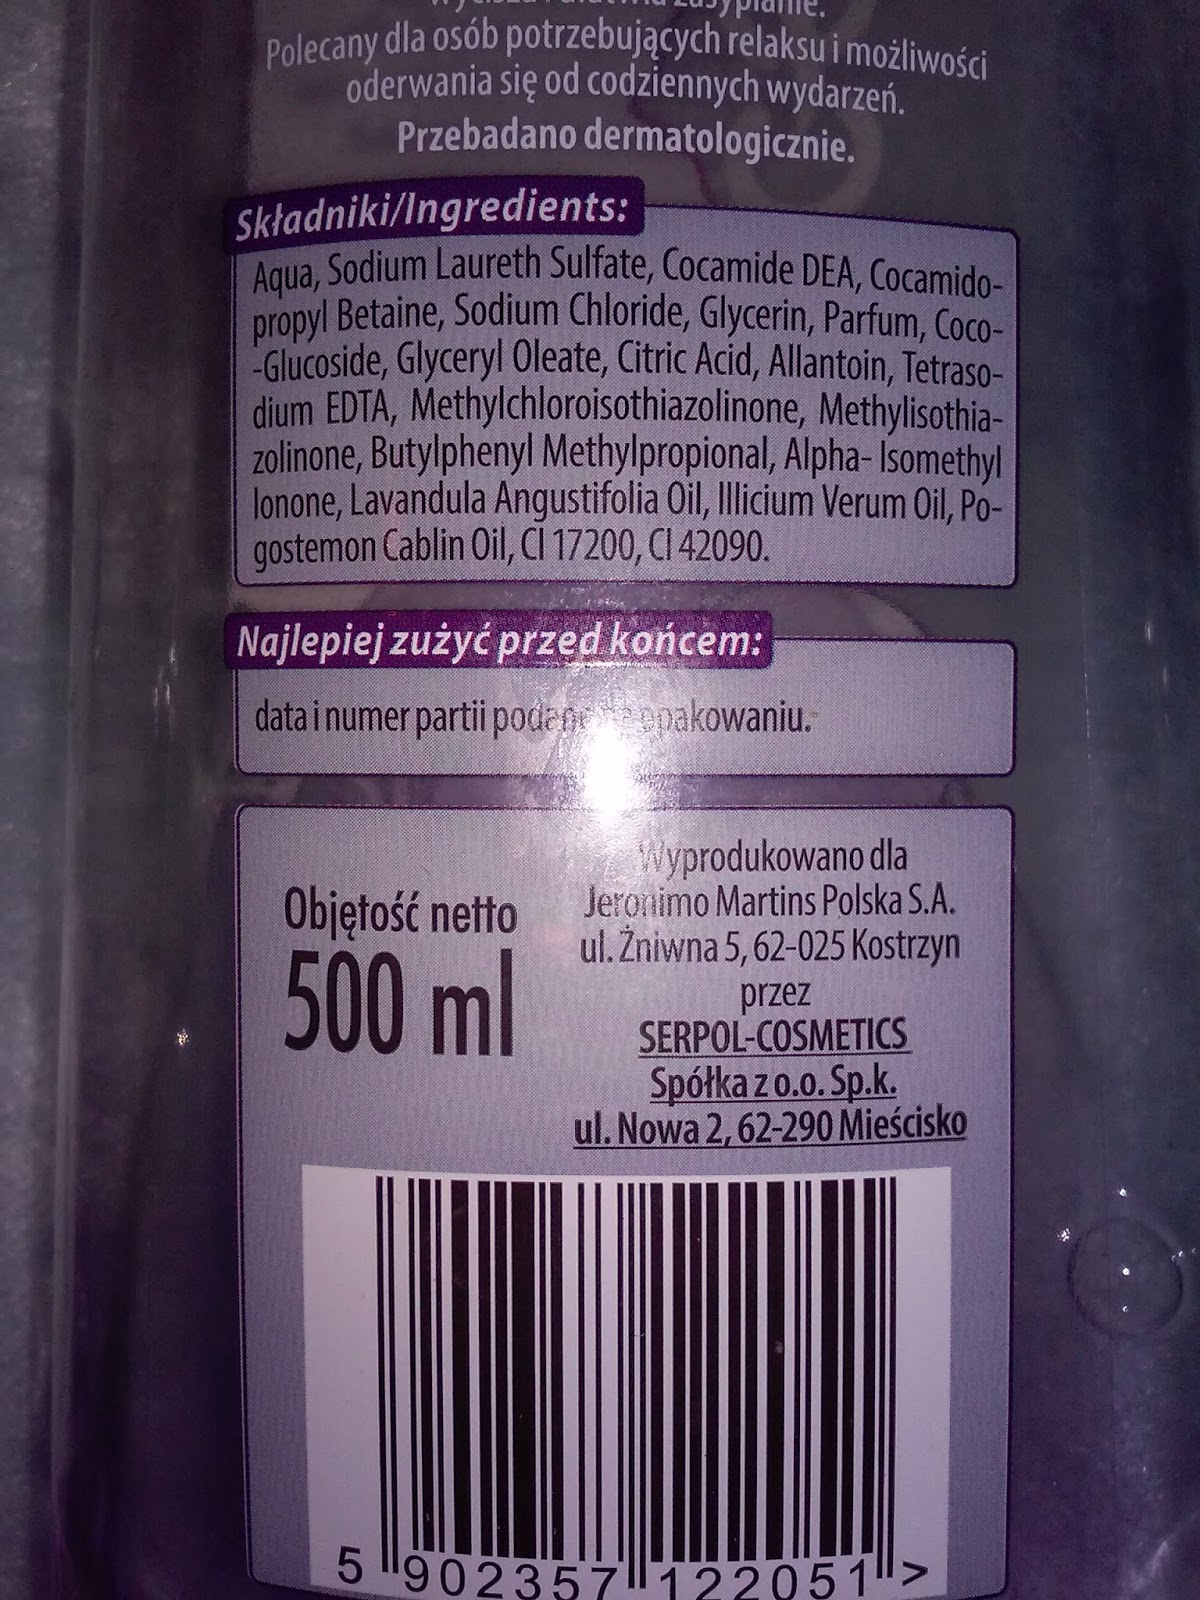 zasypianie.
Polecany dla osób potrzebujących relaksu i możliwości
oderwania się od codziennych wydarzeń.
Przebadano dermatologicznie.
Składniki/Ingredients:
Aqua, Sodium Laureth Sulfate, Cocamide DEA, Cocamido-
propyl Betaine, Sodium Chloride, Glycerin, Parfum, Coco-
-Glucoside, Glyceryl Oleate, Citric Acid, Allantoin, Tetraso-
dium EDTA, Methylchloroisothiazolinone, Methylisothia-
zolinone, Butylphenyl Methylpropional, Alpha- Isomethyl
Ionone, Lavandula Angustifolia Oil, Illicium Verum Oil, Po-
gostemon Cablin Oil, CI 17200, CI 42090.
Najlepiej zużyć przed końcem:
data i numer partii podano na opakowaniu.
Objętość netto
500 ml
Wyprodukowano dla
Jeronimo Martins Polska S.A.
ul. Żniwna 5, 62-025 Kostrzyn
przez
SERPOL-COSMETICS
Spółka z o.o. Sp.k.
ul. Nowa 2, 62-290 Mieścisko
5 902357 122051 >